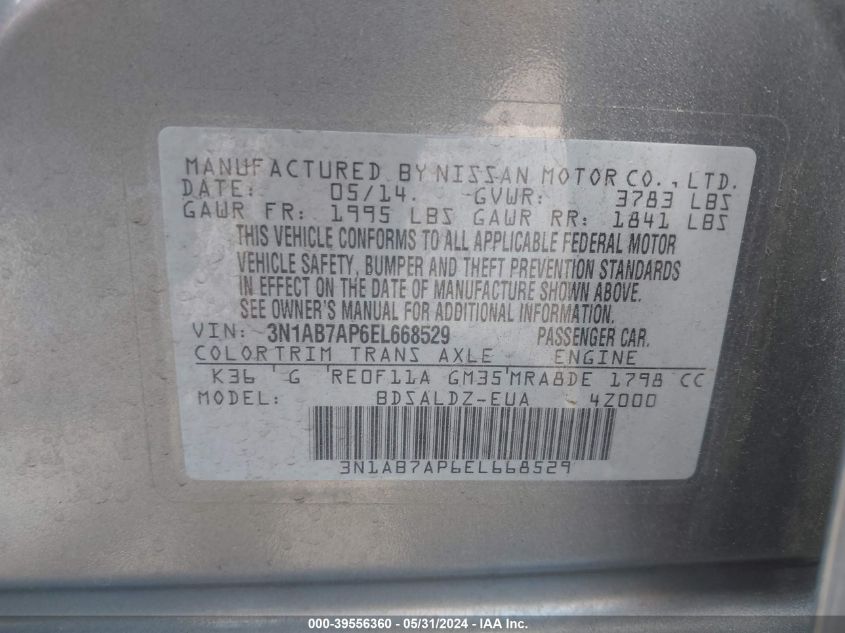 MANUFACTURED BY NISSAN MOTOR CO., LTD.
DATE: 05/14. GVWR: 3783 LBS
GAWR FR: 1995 LBS GAWR RR: 1841 LBS
THIS VEHICLE CONFORMS TO ALL APPLICABLE FEDERAL MOTOR
VEHICLE SAFETY, BUMPER AND THEFT PREVENTION STANDARDS
IN EFFECT ON THE DATE OF MANUFACTURE SHOWN ABOVE.
SEE OWNER'S MANUAL FOR ADDITIONAL INFORMATION.
VIN: 3N1AB7AP6EL668529 PASSENGER CAR.
COLOR TRIM TRANS AXLE ENGINE
K36 'G 'RE0F11A GM35'MRA8DE 1798 CC
MODEL: BDSALDZ-EUA - 4Z000
3N1AB7AP6EL668529
000-39556360 - 05/31/2024 - IAA Inc.